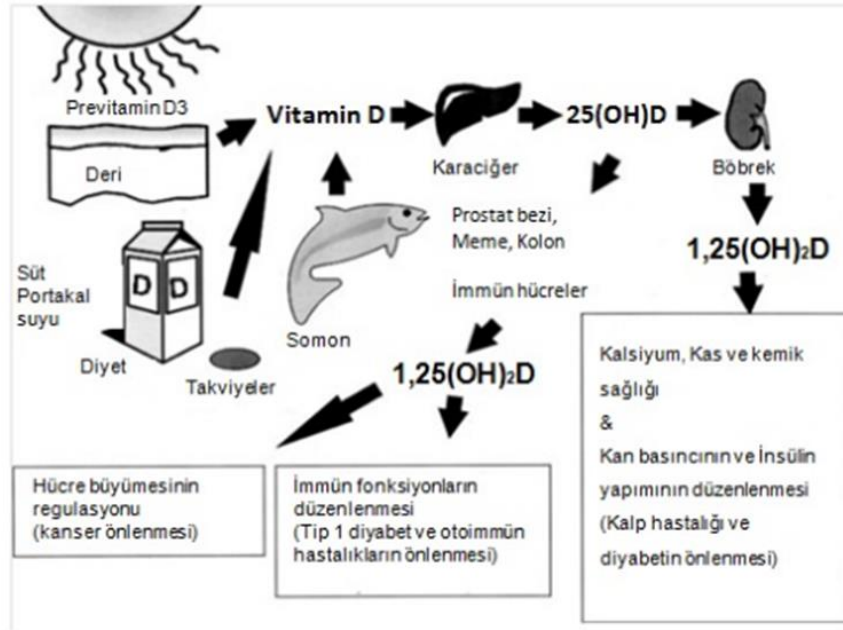 Previtamin D3
Deri
Vitamin D
Karaciğer
25(OH)D
Böbrek
Süt
Portakal
suyu
D D
Diyet
Takviyeler
Somon
Prostat bezi,
Meme, Kolon
İmmün hücreler
1,25(OH)₂D
1,25(OH)₂D
Hücre büyümesinin
regulasyonu
(kanser önlenmesi)
İmmün fonksiyonların
düzenlenmesi
(Tip 1 diyabet ve otoimmün
hastalıkların önlenmesi)
Kalsiyum, Kas ve kemik
sağlığı
&
Kan basıncının ve İnsülin
yapımının düzenlenmesi
(Kalp hastalığı ve
diyabetin önlenmesi)